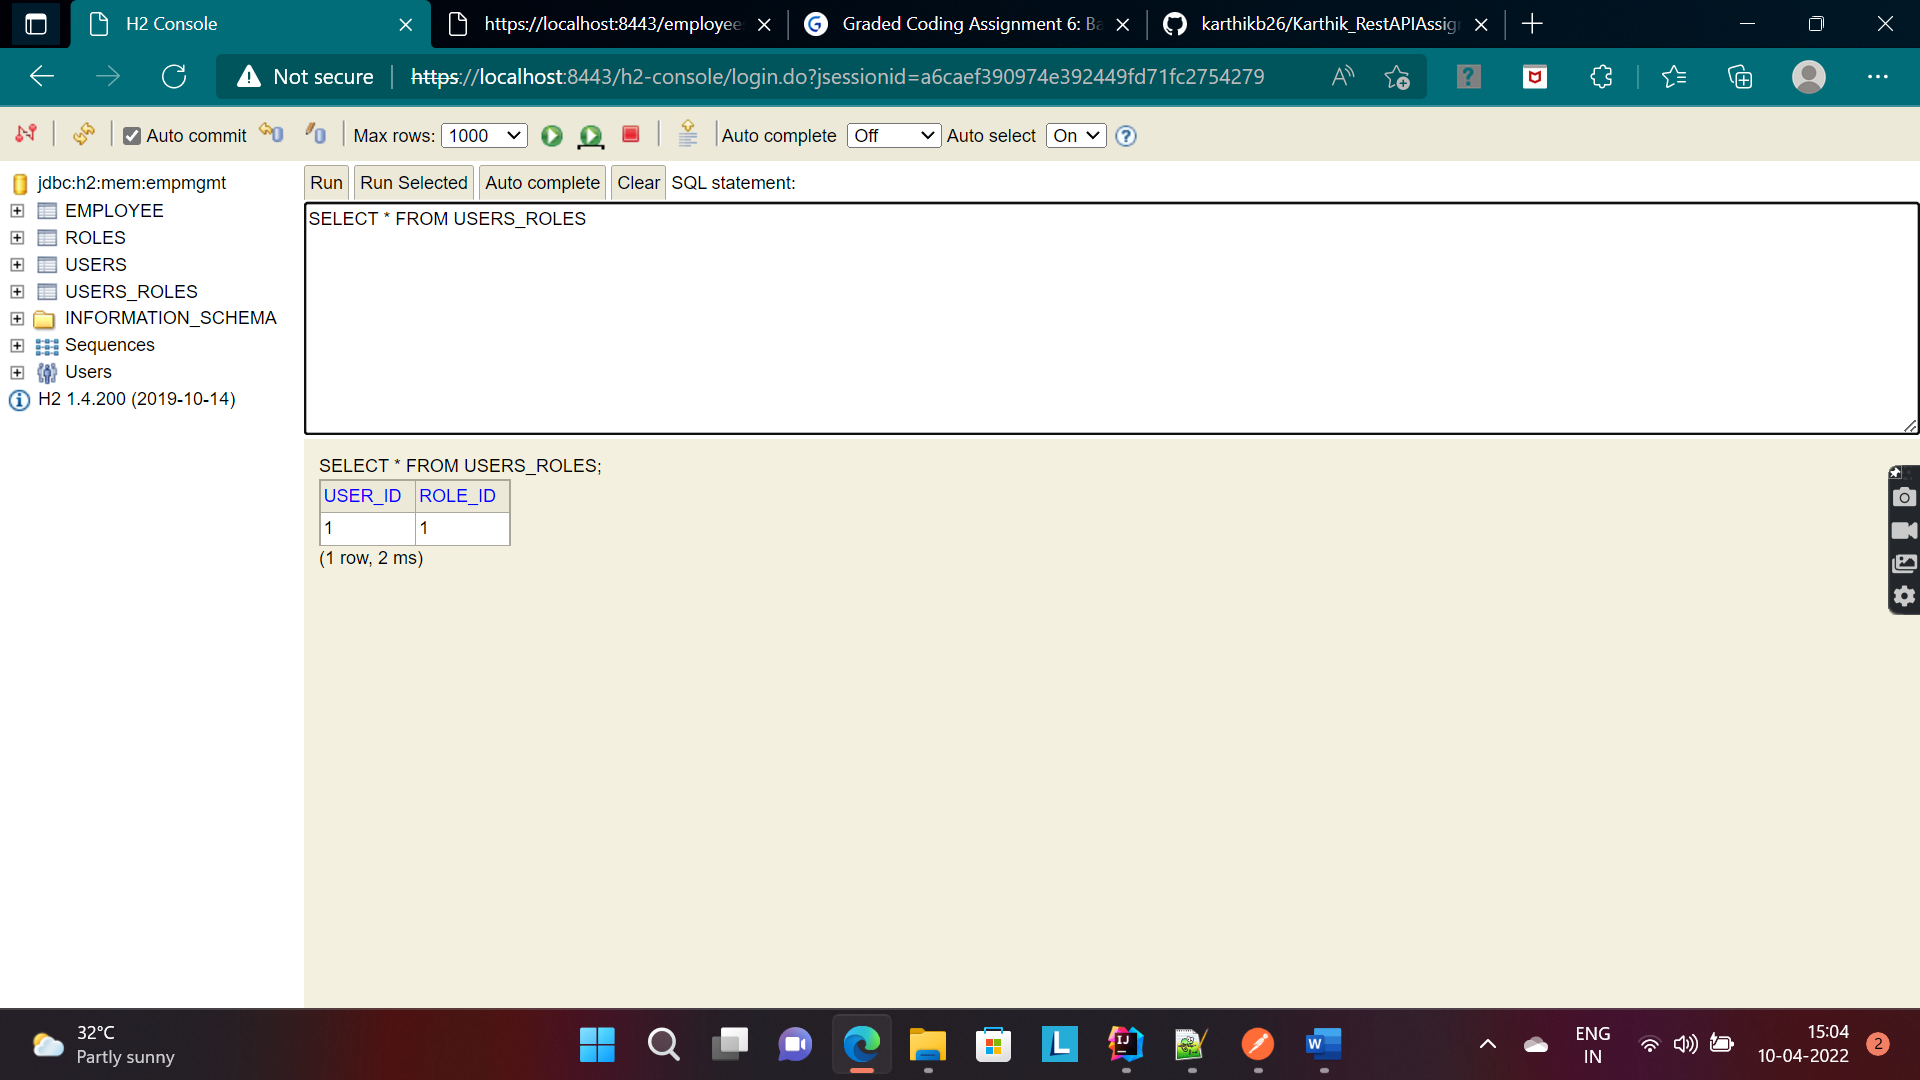 H2 Console
https://localhost:8443/employee
Graded Coding Assignment 6: Ba
karthikb26/Karthik_RestAPIAssig
Not secure
https://localhost:8443/h2-console/login.do?jsessionid=a6caef390974e392449fd71fc2754279
Auto commit
Max rows: 1000
Auto complete Off
Auto select On
jdbc:h2:mem:empmgmt
EMPLOYEE
ROLES
USERS
USERS_ROLES
INFORMATION_SCHEMA
Sequences
Users
H2 1.4.200 (2019-10-14)
Run Run Selected Auto complete Clear SQL statement:
SELECT * FROM USERS_ROLES
SELECT * FROM USERS_ROLES;
USER_ID ROLE_ID
1 1
(1 row, 2 ms)
32°C
Partly sunny
ENG
IN
15:04
10-04-2022
2